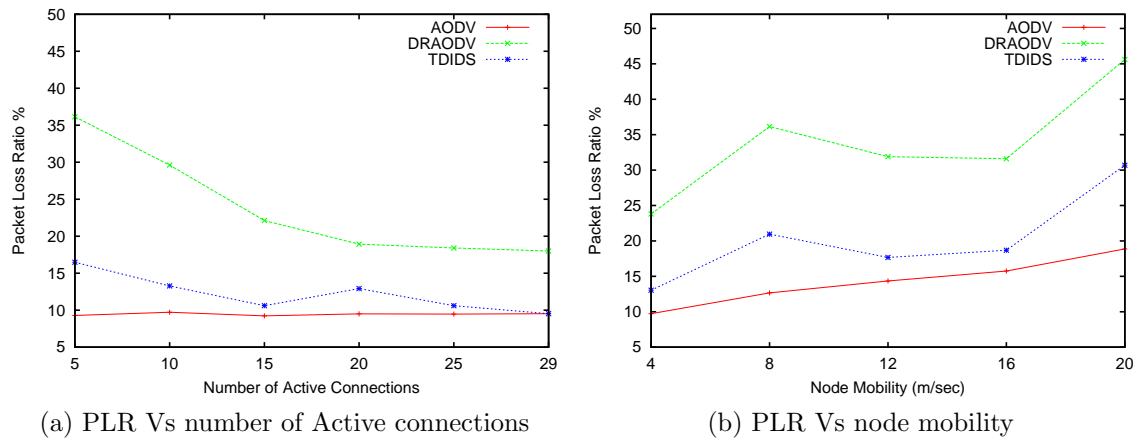 50
45
40
35
30
25
20
15
10
5
5
10
15
20
25
29
Packet Loss Ratio %
Number of Active Connections
AODV
DRAODV
TDIDS
(a) PLR Vs number of Active connections
50
45
40
35
30
25
20
15
10
5
4
8
12
16
20
Packet Loss Ratio %
Node Mobility (m/sec)
AODV
DRAODV
TDIDS
(b) PLR Vs node mobility